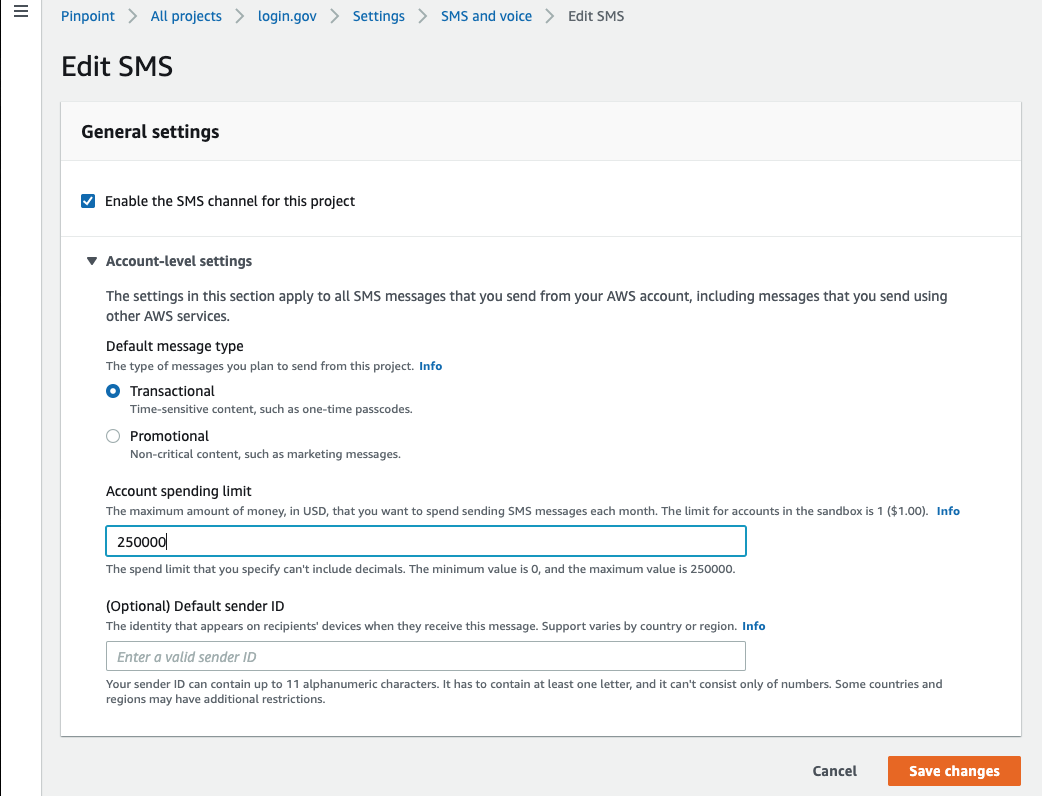 Pinpoint > All projects > login.gov > Settings > SMS and voice > Edit SMS
Edit SMS
General settings
Enable the SMS channel for this project
Account-level settings
The settings in this section apply to all SMS messages that you send from your AWS account, including messages that you send using
other AWS services.
Default message type
The type of messages you plan to send from this project. Info
Transactional
Time-sensitive content, such as one-time passcodes.
Promotional
Non-critical content, such as marketing messages.
Account spending limit
The maximum amount of money, in USD, that you want to spend sending SMS messages each month. The limit for accounts in the sandbox is 1 ($1.00). Info
250000
The spend limit that you specify can't include decimals. The minimum value is 0, and the maximum value is 250000.
(Optional) Default sender ID
The identity that appears on recipients' devices when they receive this message. Support varies by country or region. Info
Enter a valid sender ID
Your sender ID can contain up to 11 alphanumeric characters. It has to contain at least one letter, and it can't consist only of numbers. Some countries and
regions may have additional restrictions.
Cancel Save changes